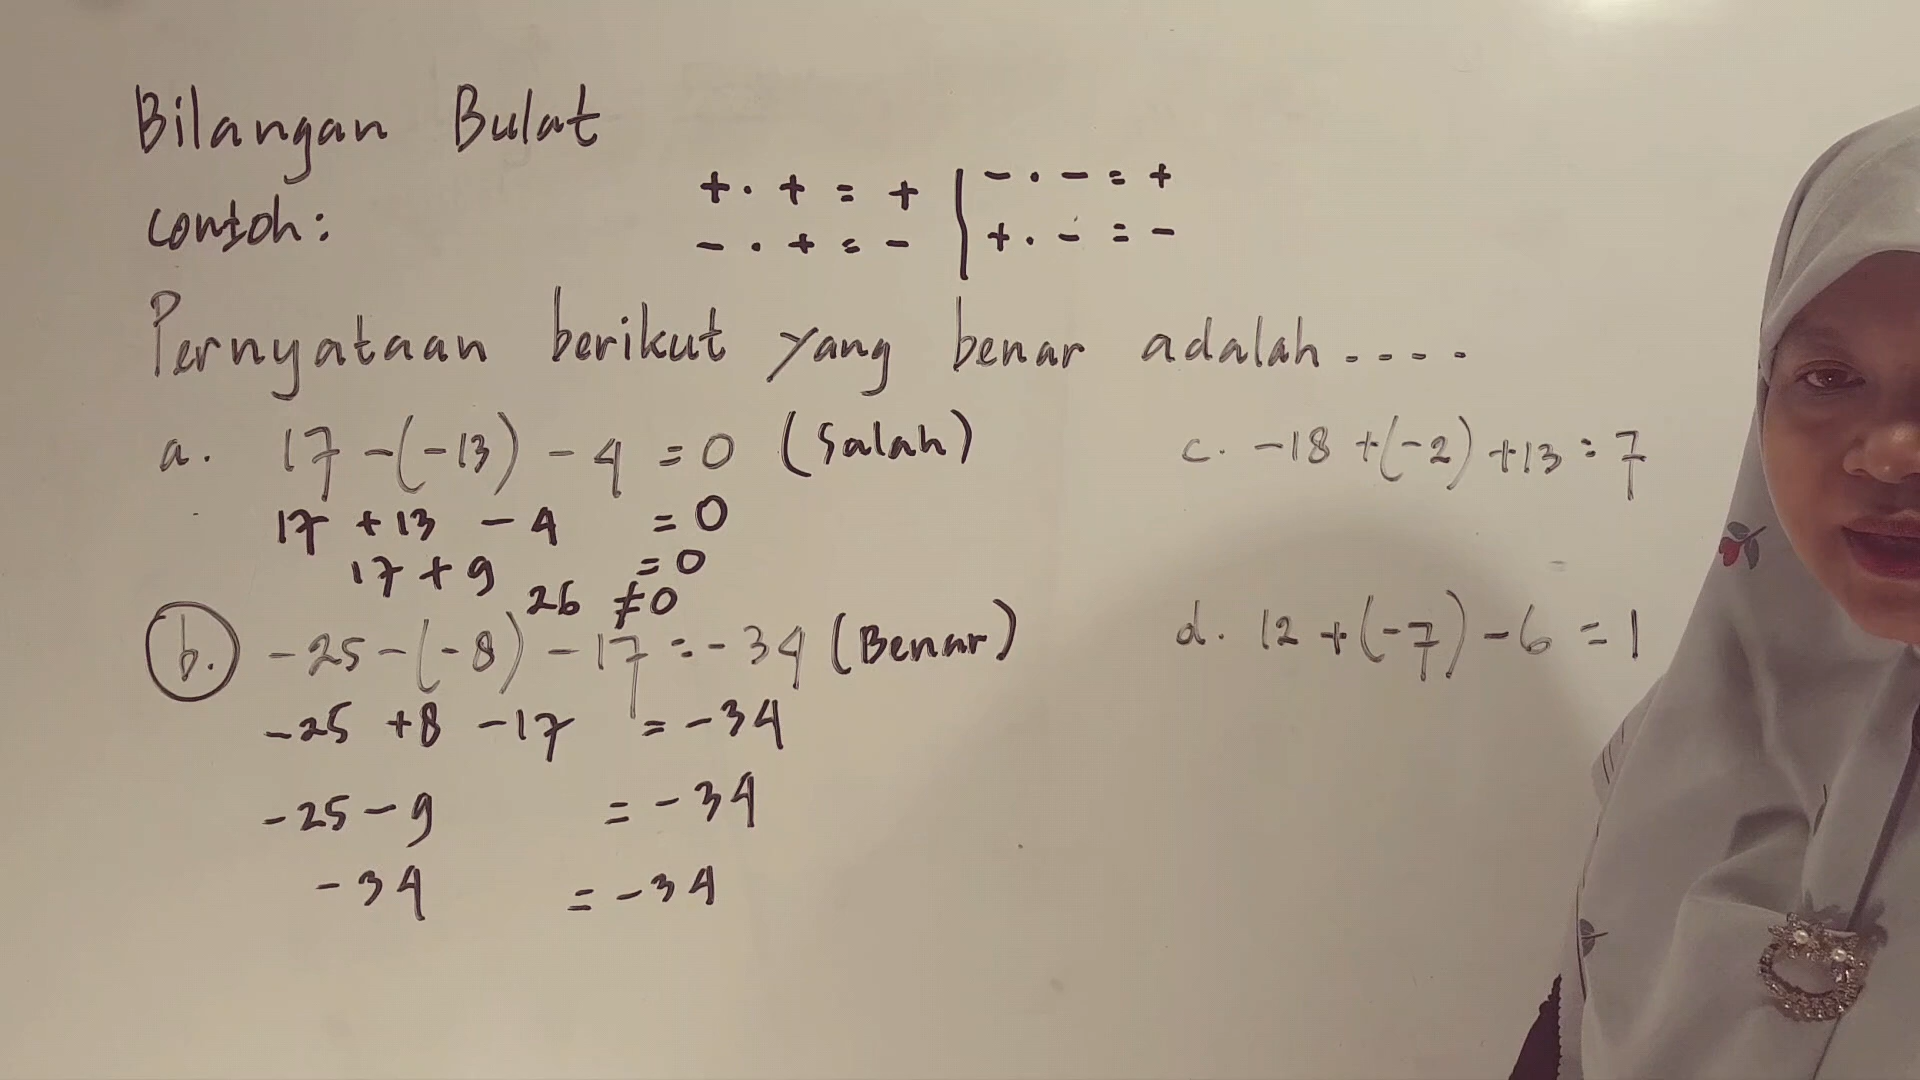 Bilangan Bulat
Contoh:
+ . + = + | - . - = +
- . + = - | + . - = -
Pernyataan berikut yang benar adalah ....
a. 17 -(-13) - 4 = 0 (Salah)
17 + 13 - 4 = 0
17 + 9 = 0
26 ≠ 0
b. -25 -(-8) - 17 = -34 (Benar)
-25 + 8 - 17 = -34
-25 - 9 = -34
-34 = -34
c. -18 +(-2) +13 = 7
d. 12 +(-7) - 6 = 1